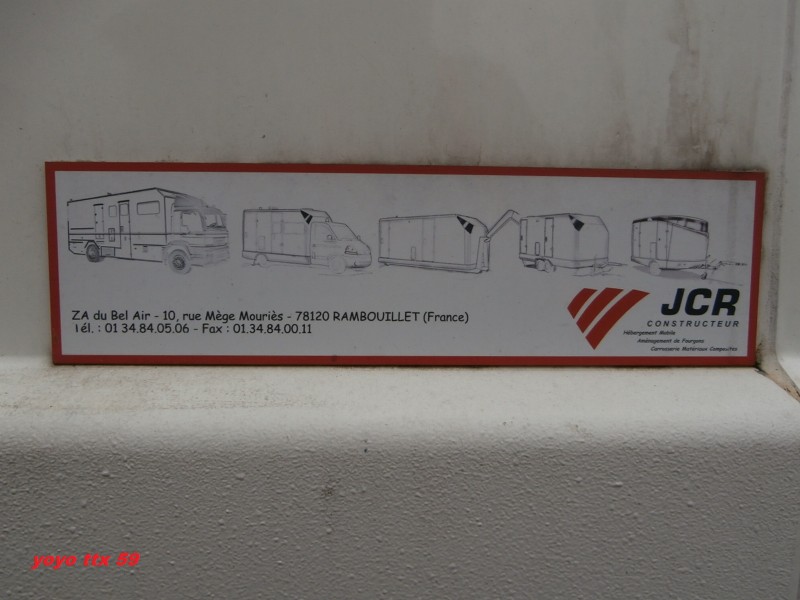 ZA du Bel Air - 10, rue Mège Mouriès - 78120 RAMBOUILLET (France)
Tél. : 01 34.84.05.06 - Fax : 01.34.84.00.11
JCR
CONSTRUCTEUR
Hébergement Mobile
Aménagement de Fourgons
Carrosserie Matériaux Composites
yoyo ttx 59